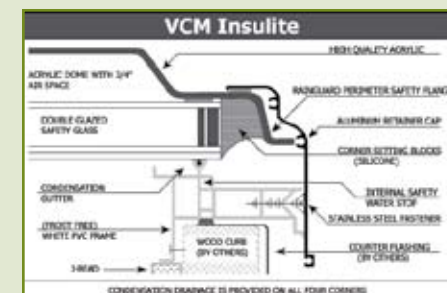 VCM Insulite
HIGH QUALITY ACRYLIC
ACRYLIC DOME WITH 3/4"
AIR SPACE
RAINGUARD PERIMETER SAFETY FLANG
DOUBLE GLAZED
SAFETY GLASS
ALUMINUM RETAINER CAP
CORNER SETTING BLOCKS
(SILICONE)
CONDENSATION
GUTTER
INTERNAL SAFETY
WATER STOP
STAINLESS STEEL FASTENER
(FROST FREE)
WHITE PVC FRAME
WOOD CURB
(BY OTHERS)
COUNTER FLASHING
(BY OTHERS)
J-BEAD
CONDENSATION DRAINAGE IS PROVIDED ON ALL FOUR CORNERS